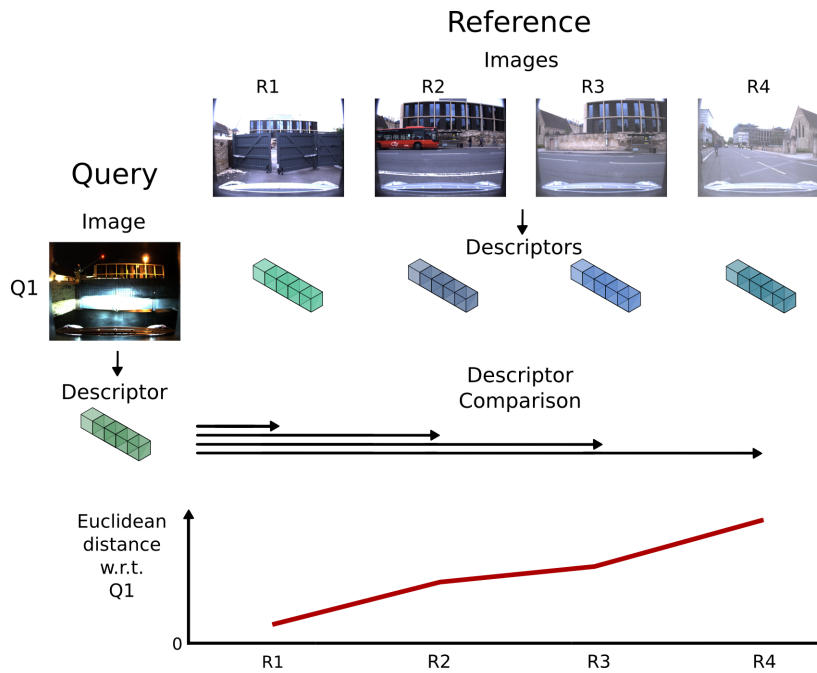 Reference
Images
R1
R2
R3
R4
Query
Image
Q1
Descriptors
Descriptor
Descriptor
Comparison
Euclidean
distance
w.r.t.
Q1
0
R1
R2
R3
R4